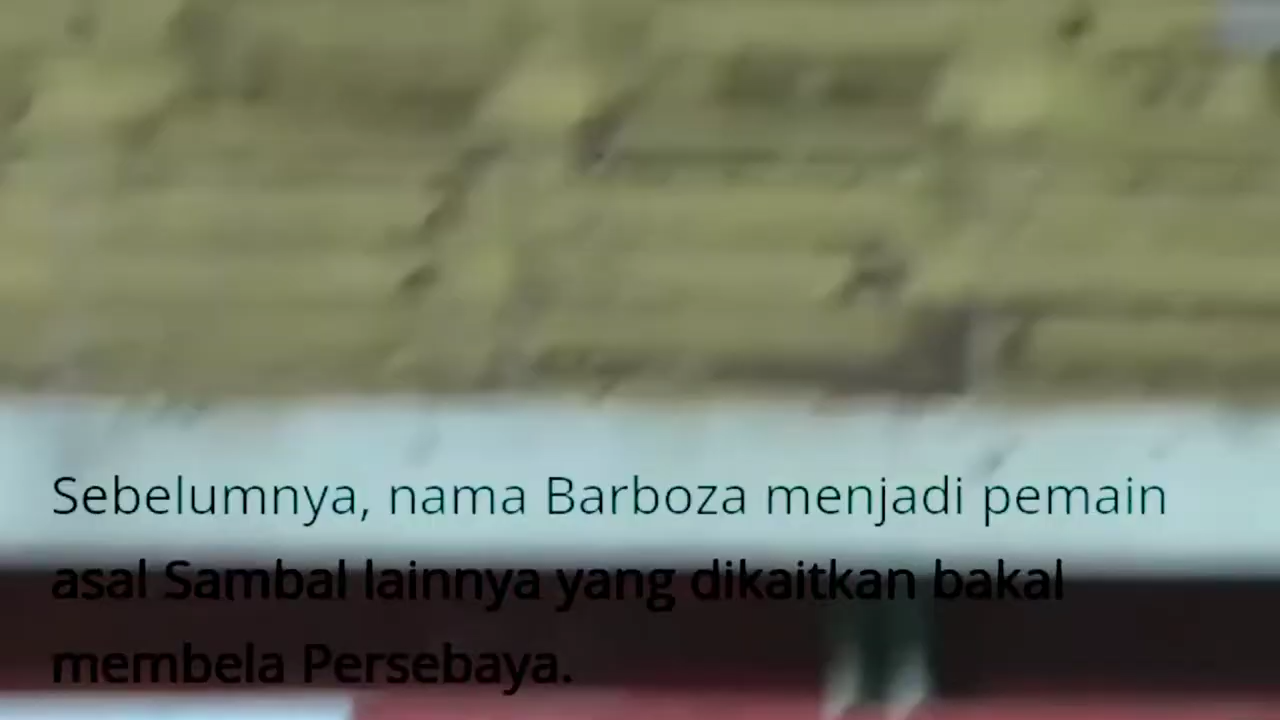 Sebelumnya, nama Barboza menjadi pemain
asal Sambal lainnya yang dikaitkan bakal
membela Persebaya.